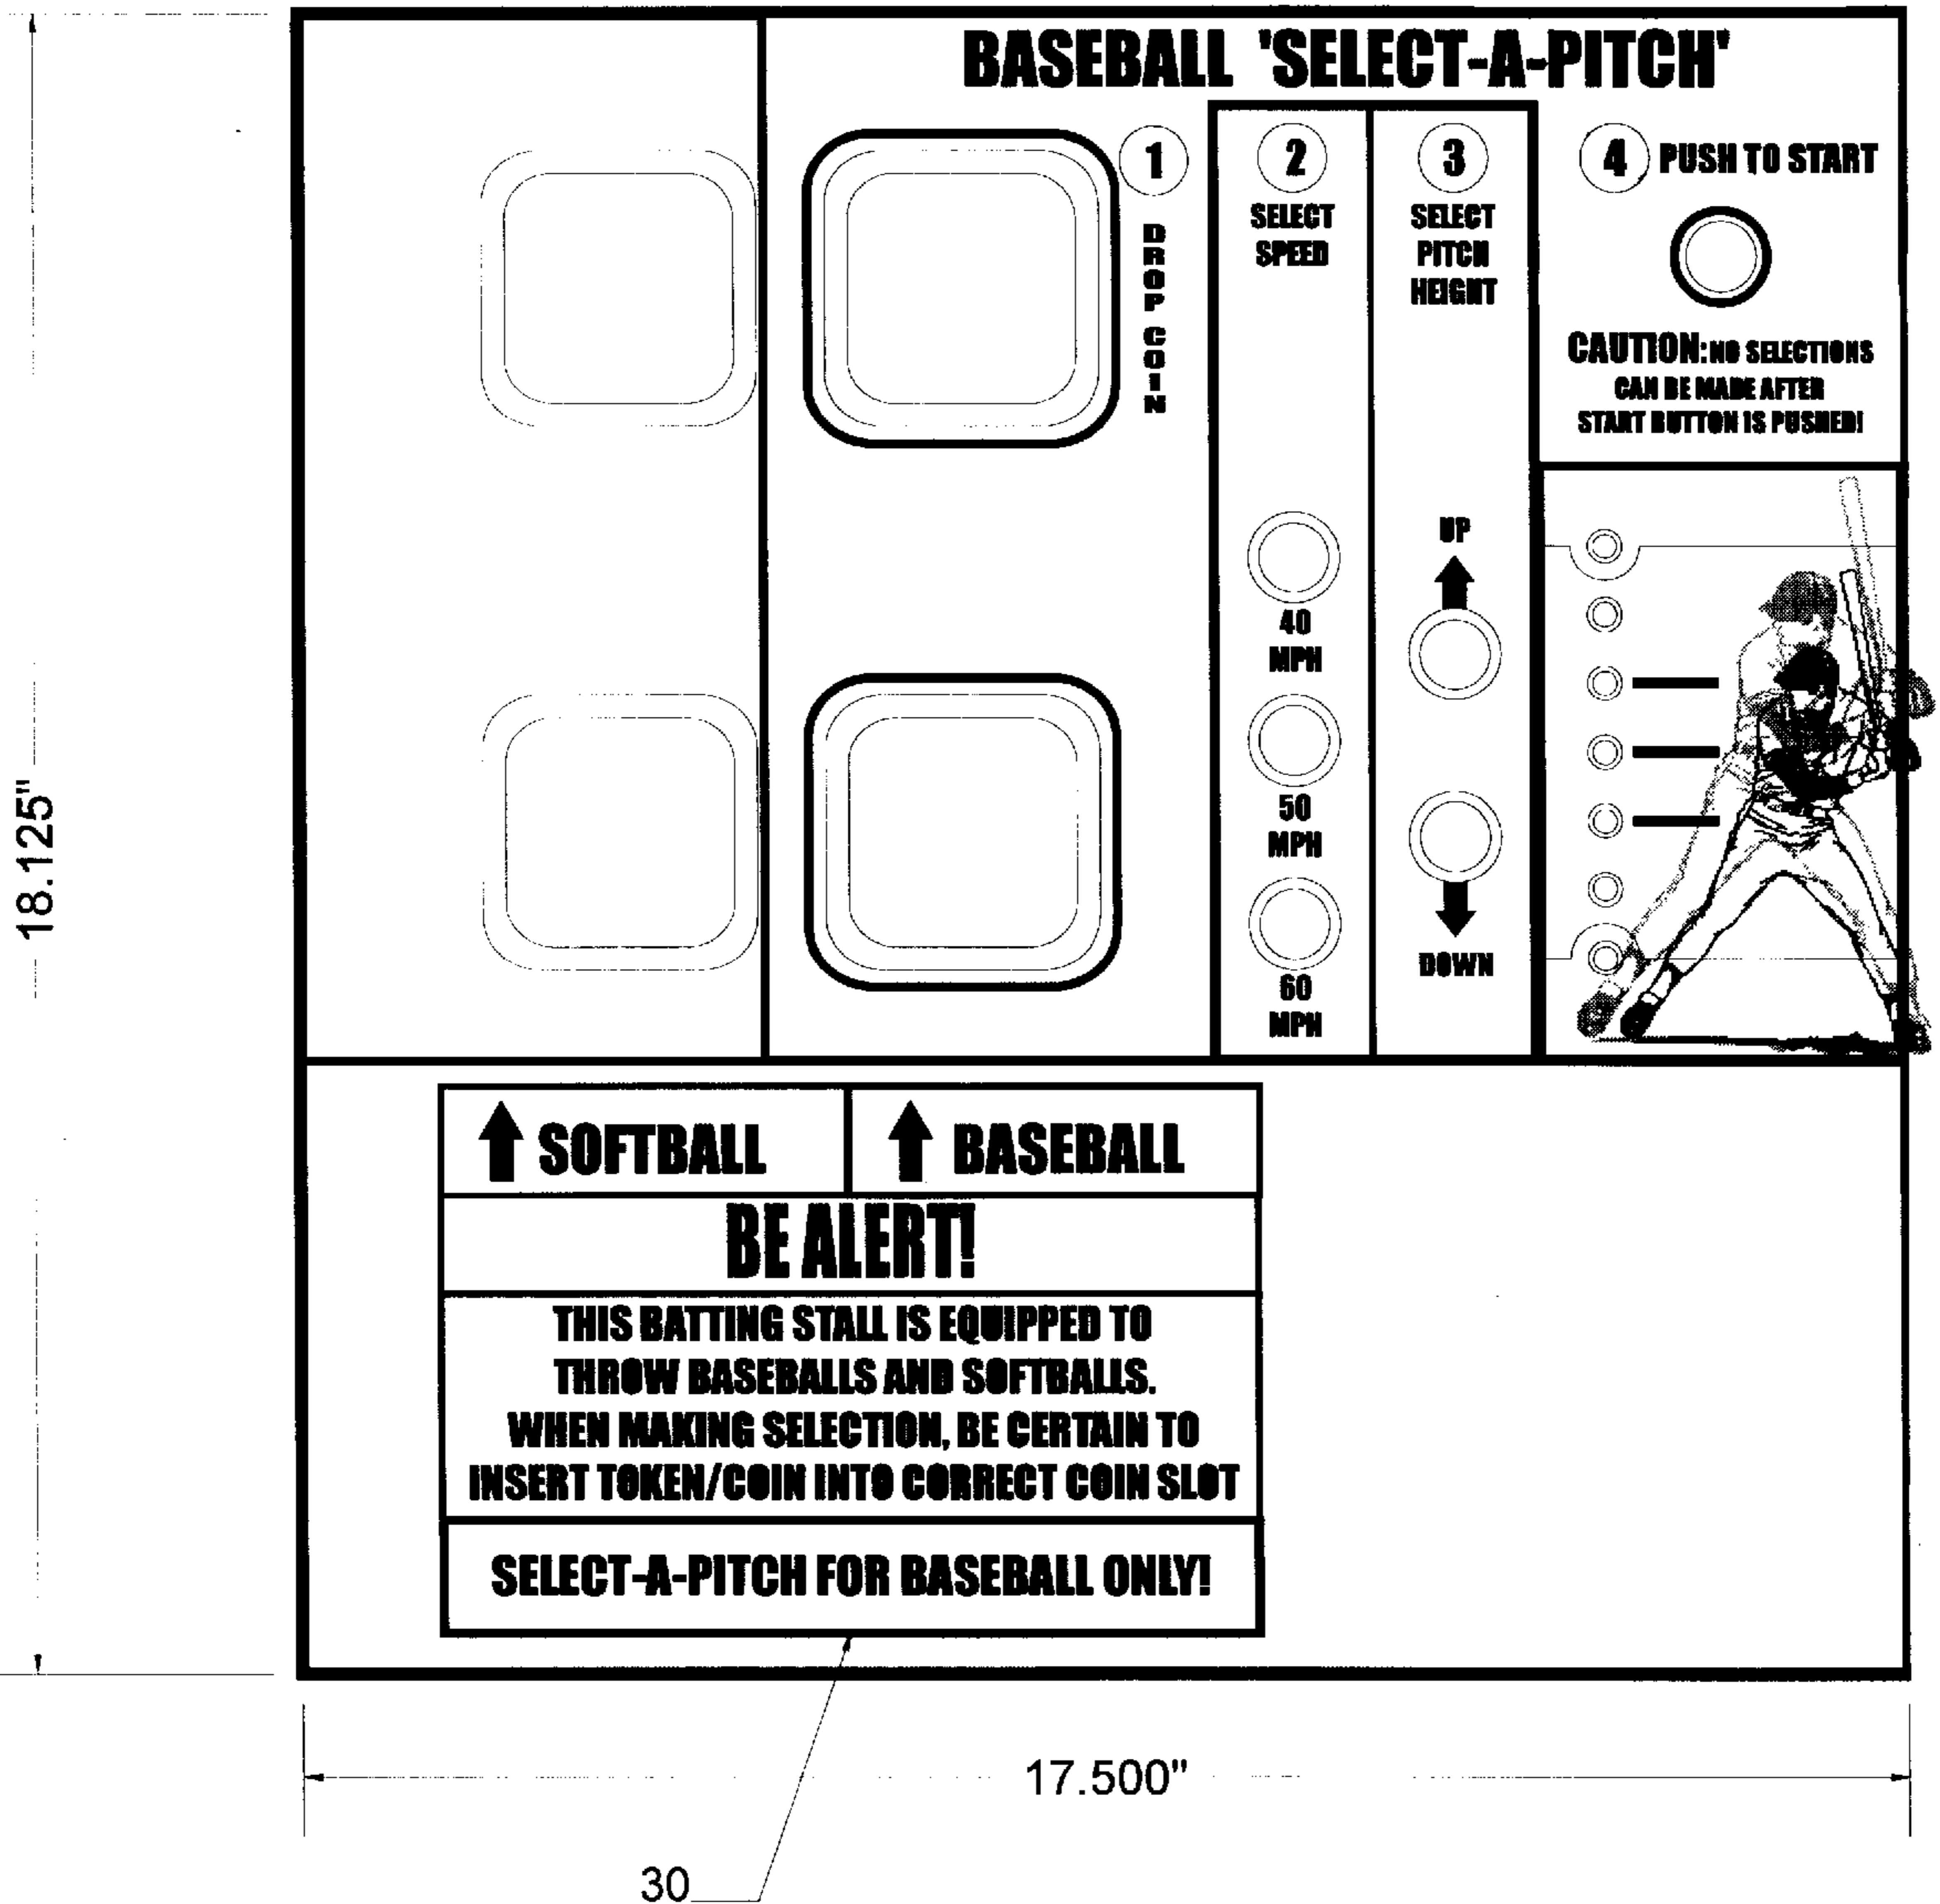 BASEBALL 'SELECT-A-PITCH'
1
DROP COIN
2
SELECT
SPEED
40
MPH
50
MPH
60
MPH
3
SELECT
PITCH
HEIGHT
UP
DOWN
4 PUSH TO START
CAUTION: NO SELECTIONS
CAN BE MADE AFTER
START BUTTON IS PUSHED!
18.125"
SOFTBALL
BASEBALL
BE ALERT!
THIS BATTING STALL IS EQUIPPED TO
THROW BASEBALLS AND SOFTBALLS.
WHEN MAKING SELECTION, BE CERTAIN TO
INSERT TOKEN/COIN INTO CORRECT COIN SLOT
SELECT-A-PITCH FOR BASEBALL ONLY!
17.500"
30